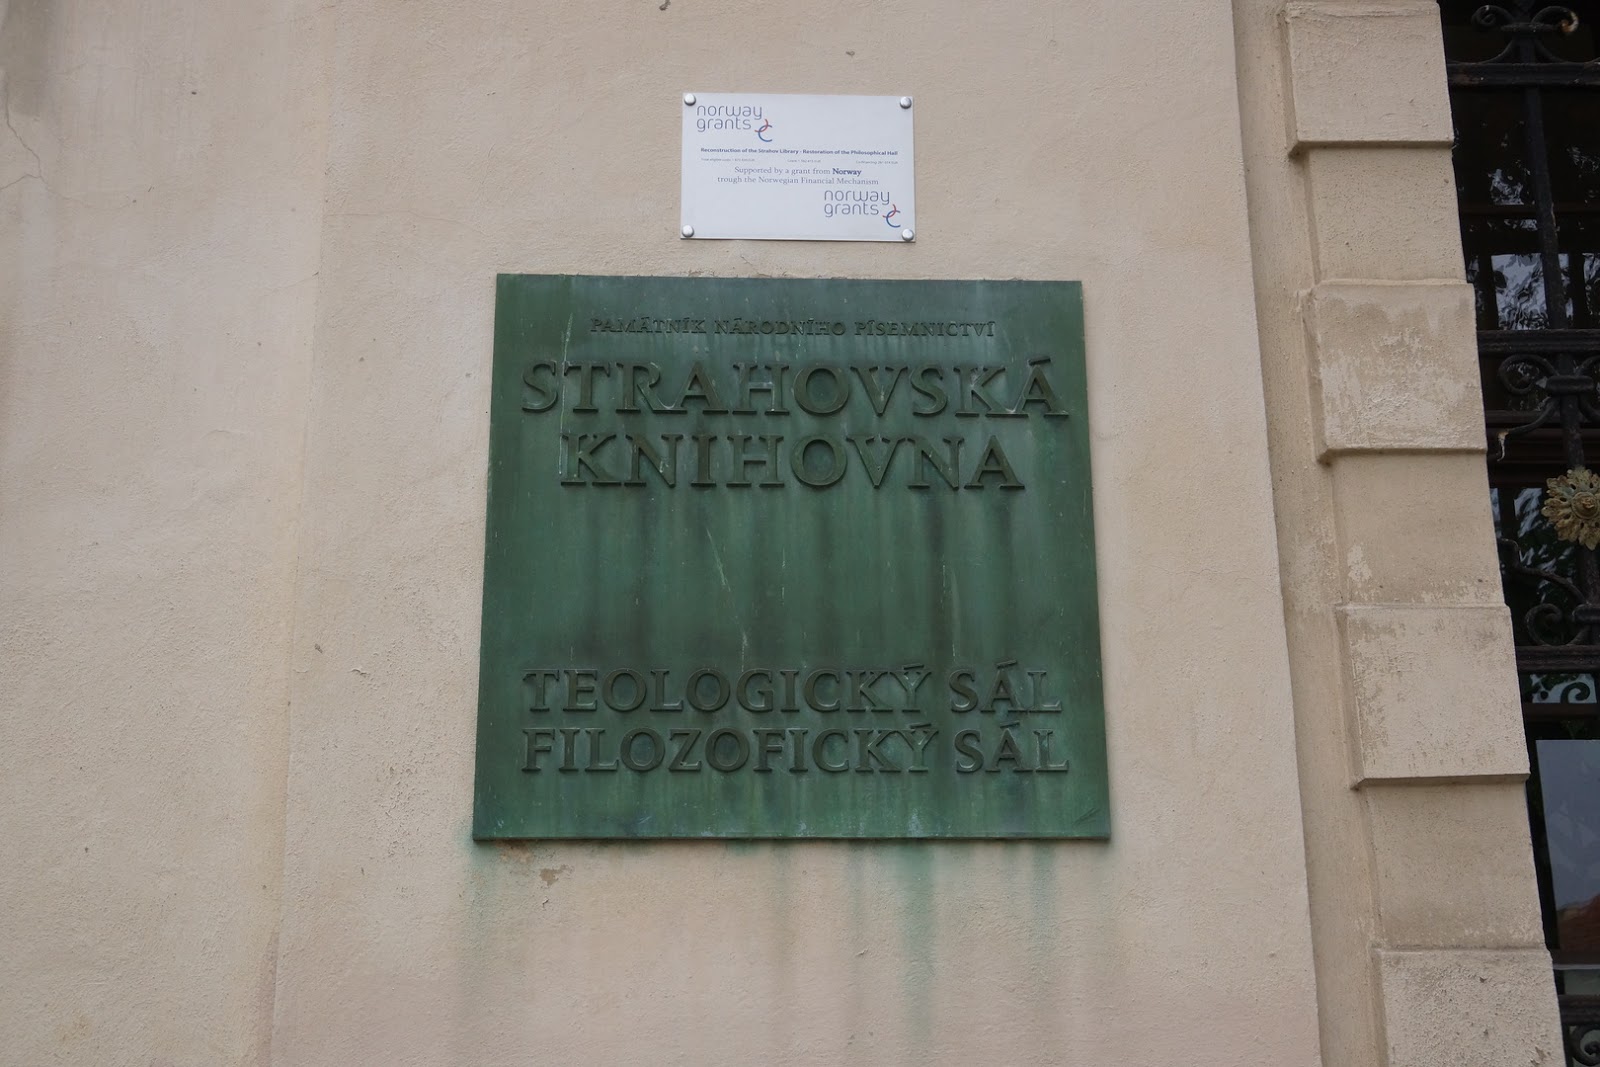 norway
grants
Reconstruction of the Strahov Library - Restoration of the Philosophical Hall
Supported by a grant from Norway
trough the Norwegian Financial Mechanism
norway
grants
PAMÁTNÍK NÁRODNÍHO PÍSEMNICTVÍ
STRAHOVSKÁ
KNIHOVNA
TEOLOGICKÝ SÁL
FILOZOFICKÝ SÁL